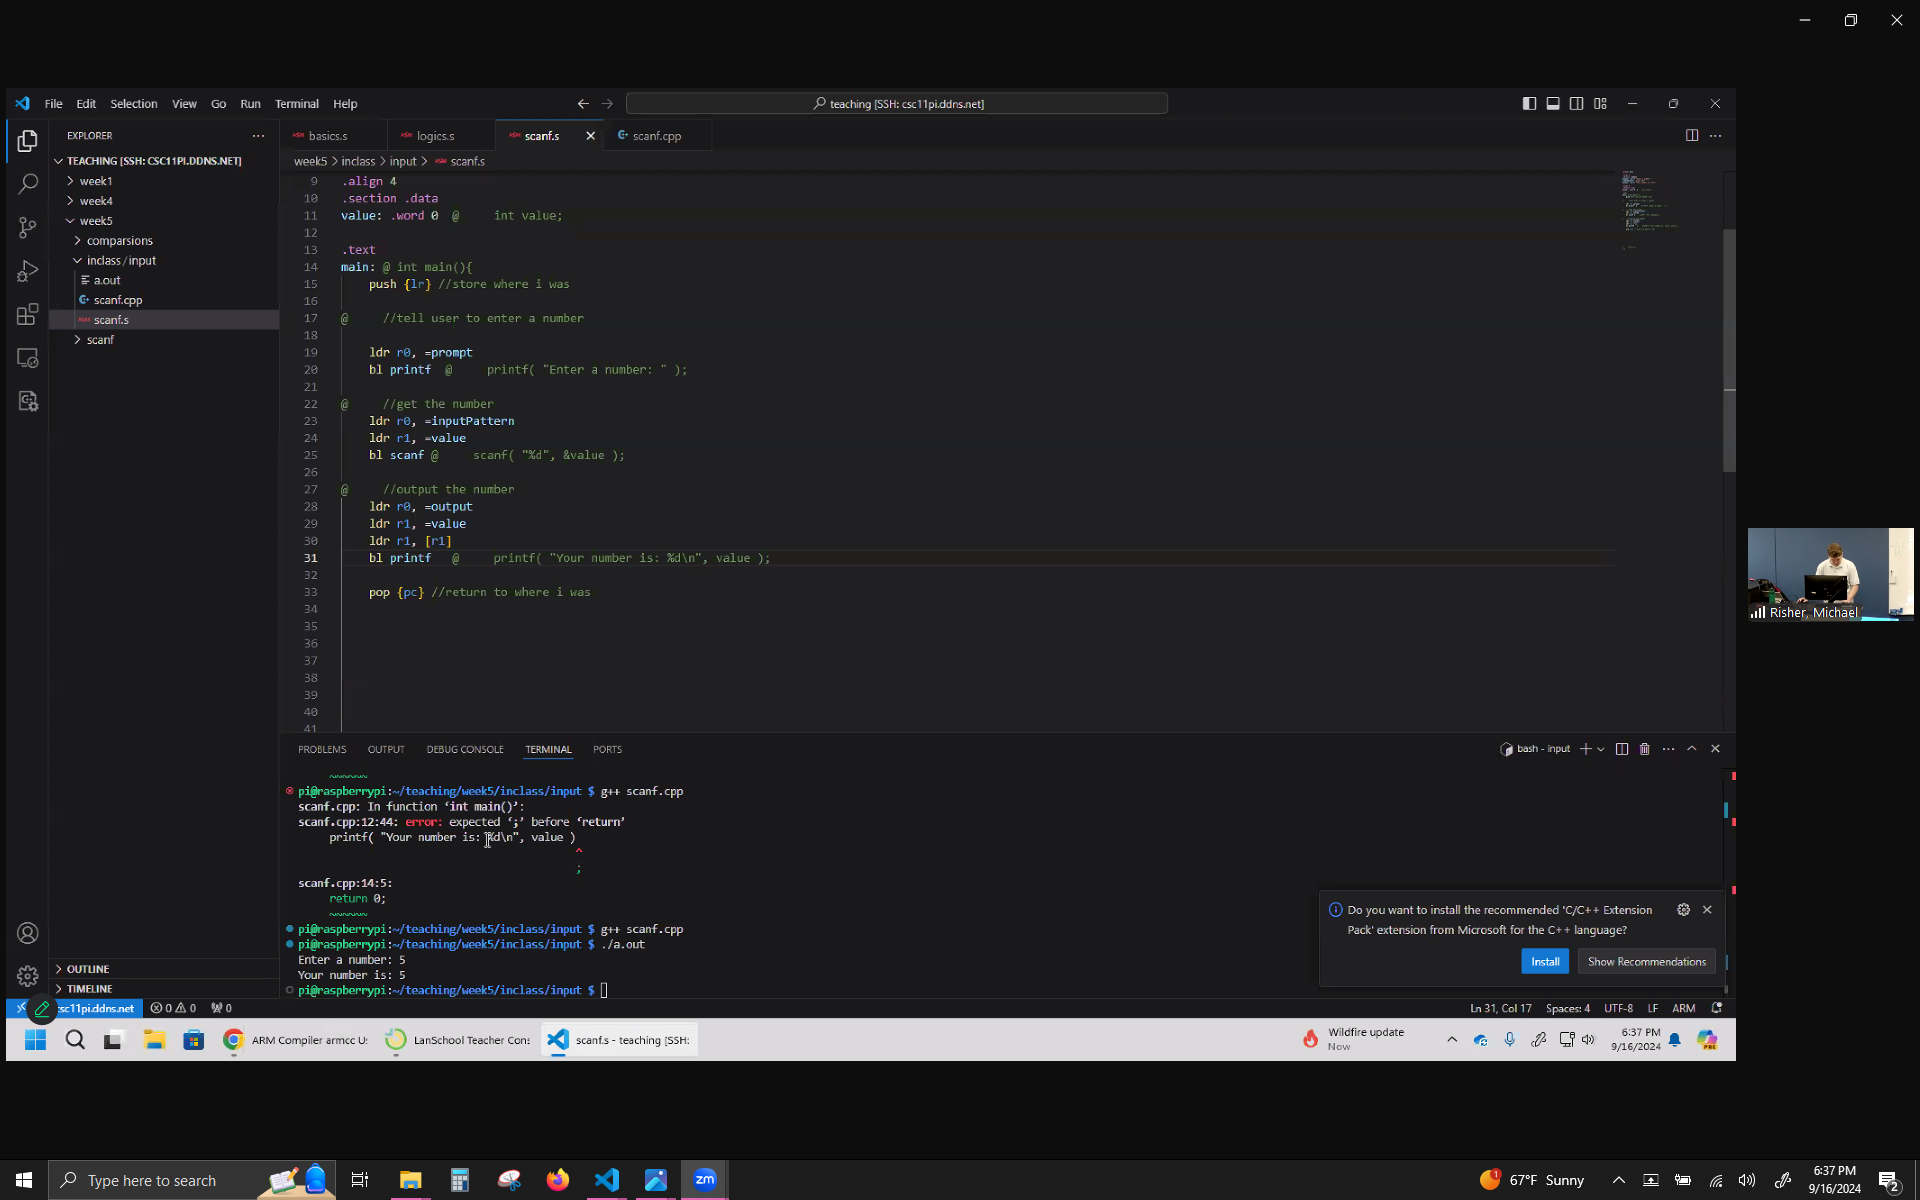 File Edit Selection View Go Run Terminal Help
teaching [SSH: csc11pi.ddns.net]
EXPLORER
basics.s
logics.s
scanf.s
scanf.cpp
TEACHING [SSH: CSC11PI.DDNS.NET]
week1
week4
week5
comparsions
inclass / input
a.out
scanf.cpp
scanf.s
scanf
OUTLINE
TIMELINE
week5 > inclass > input > scanf.s
9 .align 4
10 .section .data
11 value: .word 0 @ int value;
12
13 .text
14 main: @ int main(){
15 push {lr} //store where i was
16
17 @ //tell user to enter a number
18
19 ldr r0, =prompt
20 bl printf @ printf( "Enter a number: " );
21
22 @ //get the number
23 ldr r0, =inputPattern
24 ldr r1, =value
25 bl scanf @ scanf( "%d", &value );
26
27 @ //output the number
28 ldr r0, =output
29 ldr r1, =value
30 ldr r1, [r1]
31 bl printf @ printf( "Your number is: %d\n", value );
32
33 pop {pc} //return to where i was
34
35
36
37
38
39
40
41
PROBLEMS OUTPUT DEBUG CONSOLE TERMINAL PORTS
bash - input
pi@raspberrypi:~/teaching/week5/inclass/input $ g++ scanf.cpp
scanf.cpp: In function ‘int main()’:
scanf.cpp:12:44: error: expected ‘;’ before ‘return’
printf( "Your number is: %d\n", value )
^
;
scanf.cpp:14:5:
return 0;
~~~~~~
pi@raspberrypi:~/teaching/week5/inclass/input $ g++ scanf.cpp
pi@raspberrypi:~/teaching/week5/inclass/input $ ./a.out
Enter a number: 5
Your number is: 5
pi@raspberrypi:~/teaching/week5/inclass/input $
Do you want to install the recommended 'C/C++ Extension
Pack' extension from Microsoft for the C++ language?
Install
Show Recommendations
csc11pi.ddns.net
0 0 0
Ln 31, Col 17 Spaces: 4 UTF-8 LF ARM
Risher, Michael
ARM Compiler armcc Us
LanSchool Teacher Cons
scanf.s - teaching [SSH:
Wildfire update
Now
6:37 PM
9/16/2024
Type here to search
zm
1
67°F Sunny
6:37 PM
9/16/2024
2